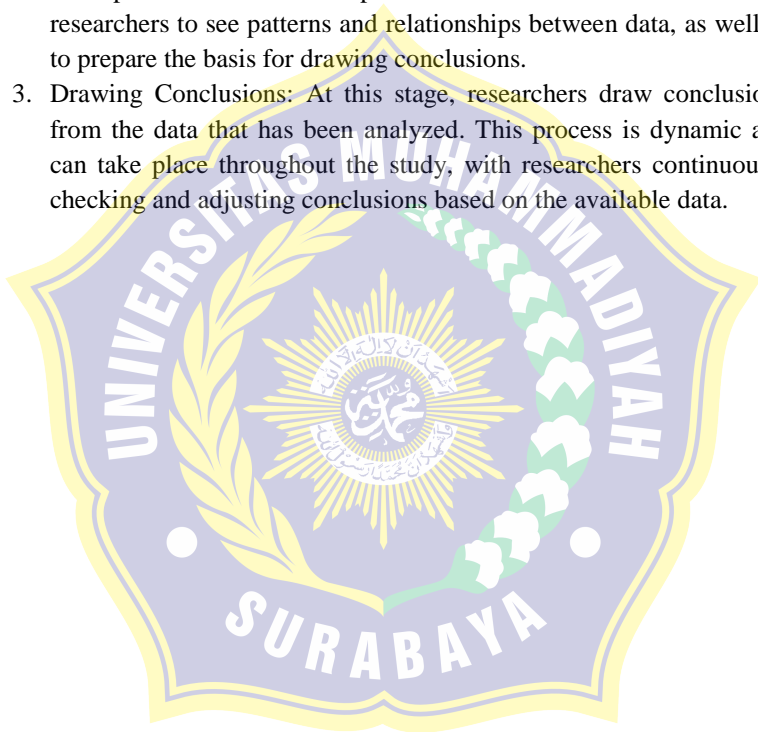 researchers to see patterns and relationships between data, as well
to prepare the basis for drawing conclusions.
3. Drawing Conclusions: At this stage, researchers draw conclusio
from the data that has been analyzed. This process is dynamic a
can take place throughout the study, with researchers continuou
checking and adjusting conclusions based on the available data.
UNIVERSITAS MUHAMMADIYAH
SURABAYA